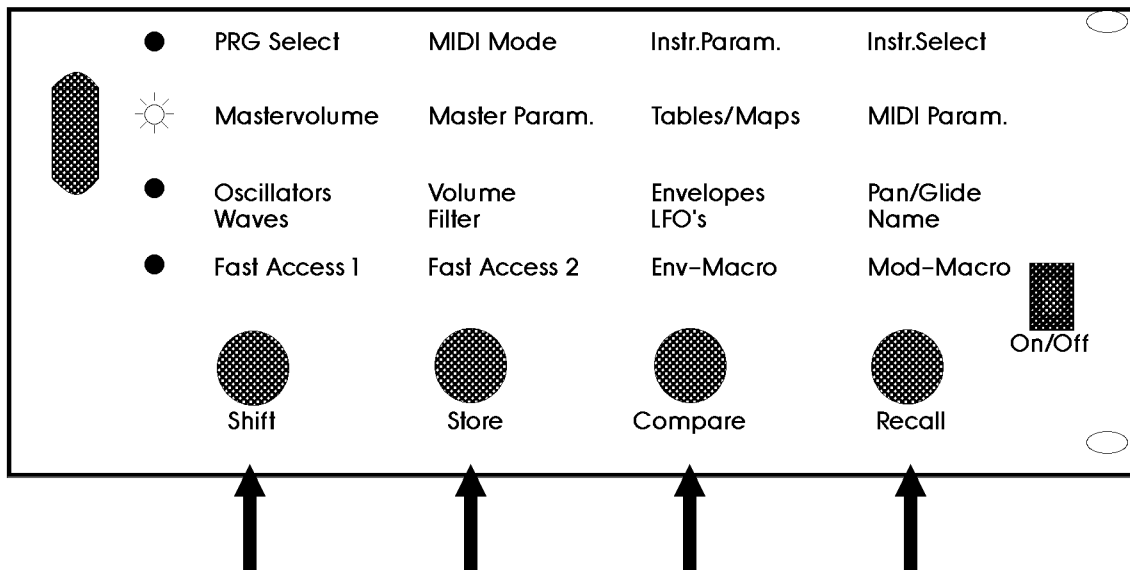 PRG Select MIDI Mode Instr.Param. Instr.Select
Mastervolume Master Param. Tables/Maps MIDI Param.
Oscillators Volume Envelopes Pan/Glide
Waves Filter LFO's Name
Fast Access 1 Fast Access 2 Env-Macro Mod-Macro
On/Off
Shift Store Compare Recall